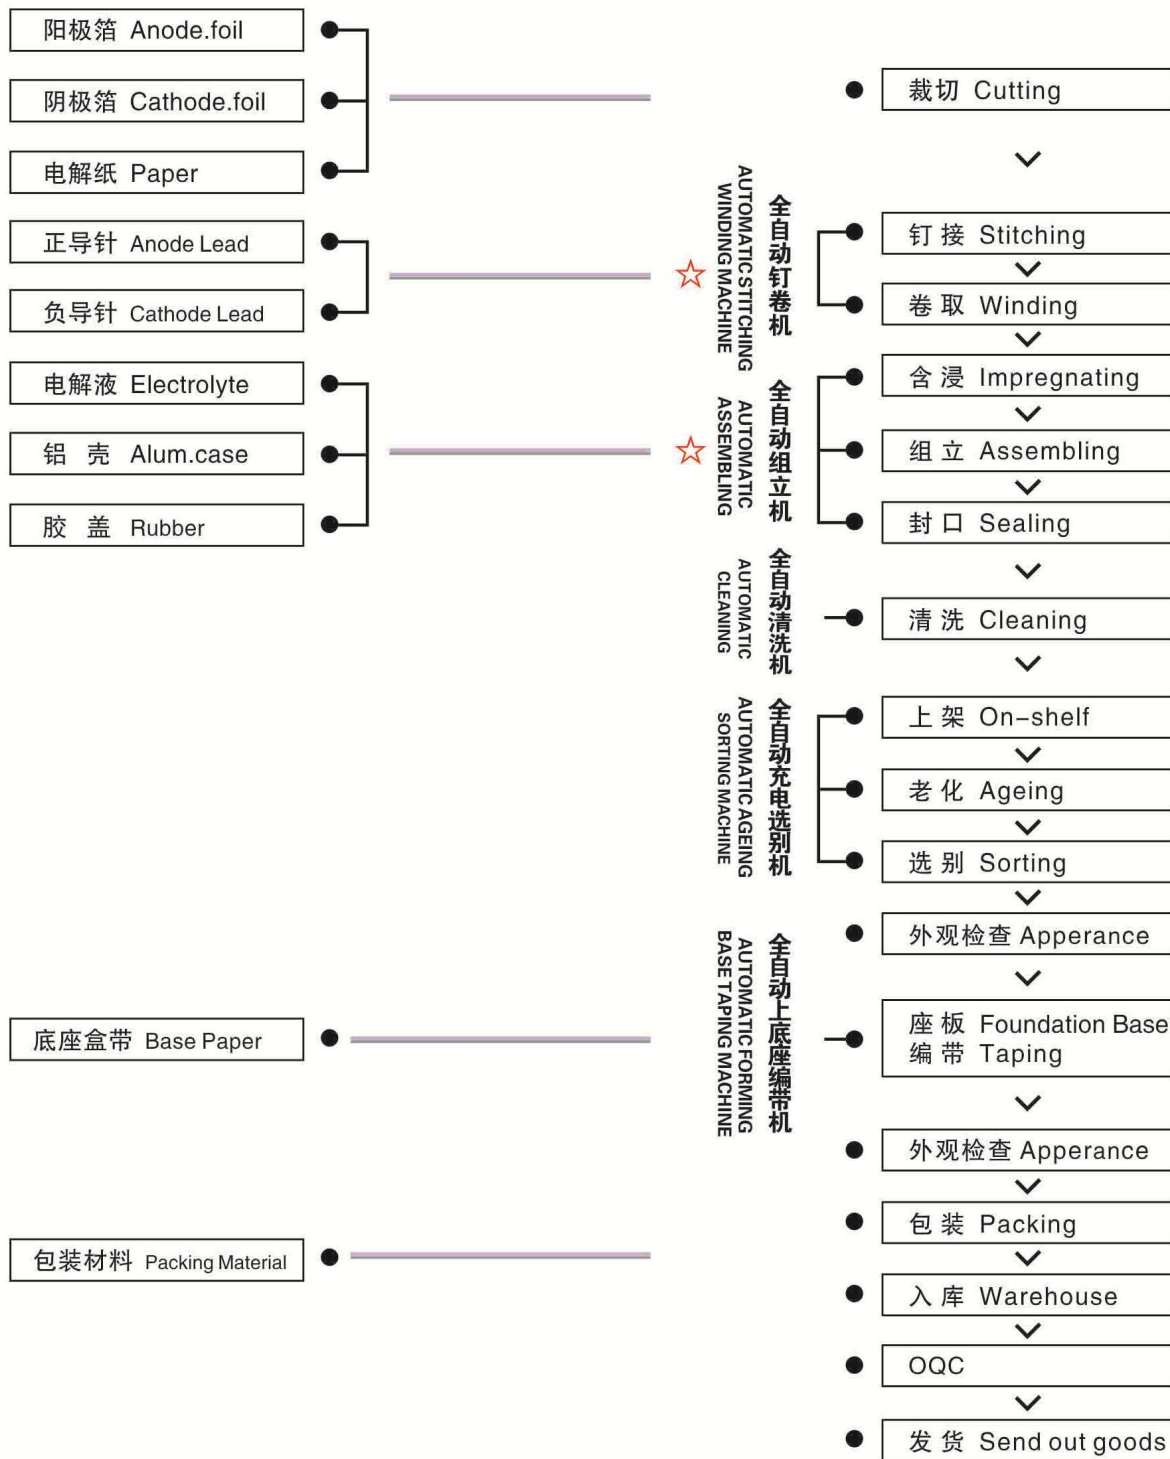 阳极箔 Anode.foil
阴极箔 Cathode.foil
电解纸 Paper
正导针 Anode Lead
负导针 Cathode Lead
电解液 Electrolyte
铝 壳 Alum.case
胶 盖 Rubber
底座盒带 Base Paper
包装材料 Packing Material
全自动钉卷机
AUTOMATIC STITCHING
WINDING MACHINE
全自动组立机
AUTOMATIC
ASSEMBLING
全自动清洗机
AUTOMATIC
CLEANING
全自动充电选别机
AUTOMATIC AGEING
SORTING MACHINE
全自动上底座编带机
AUTOMATIC FORMING
BASE TAPING MACHINE
裁切 Cutting
钉接 Stitching
卷取 Winding
含浸 Impregnating
组立 Assembling
封口 Sealing
清洗 Cleaning
上架 On-shelf
老化 Ageing
选别 Sorting
外观检查 Apperance
座板 Foundation Base
编带 Taping
外观检查 Apperance
包装 Packing
入库 Warehouse
OQC
发货 Send out goods